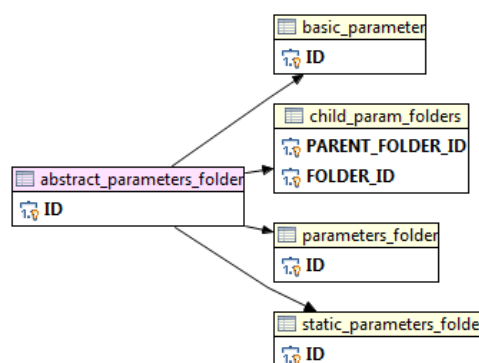 basic_parameter
ID
child_param_folders
PARENT_FOLDER_ID
FOLDER_ID
abstract_parameters_folder
ID
parameters_folder
ID
static_parameters_folde
ID